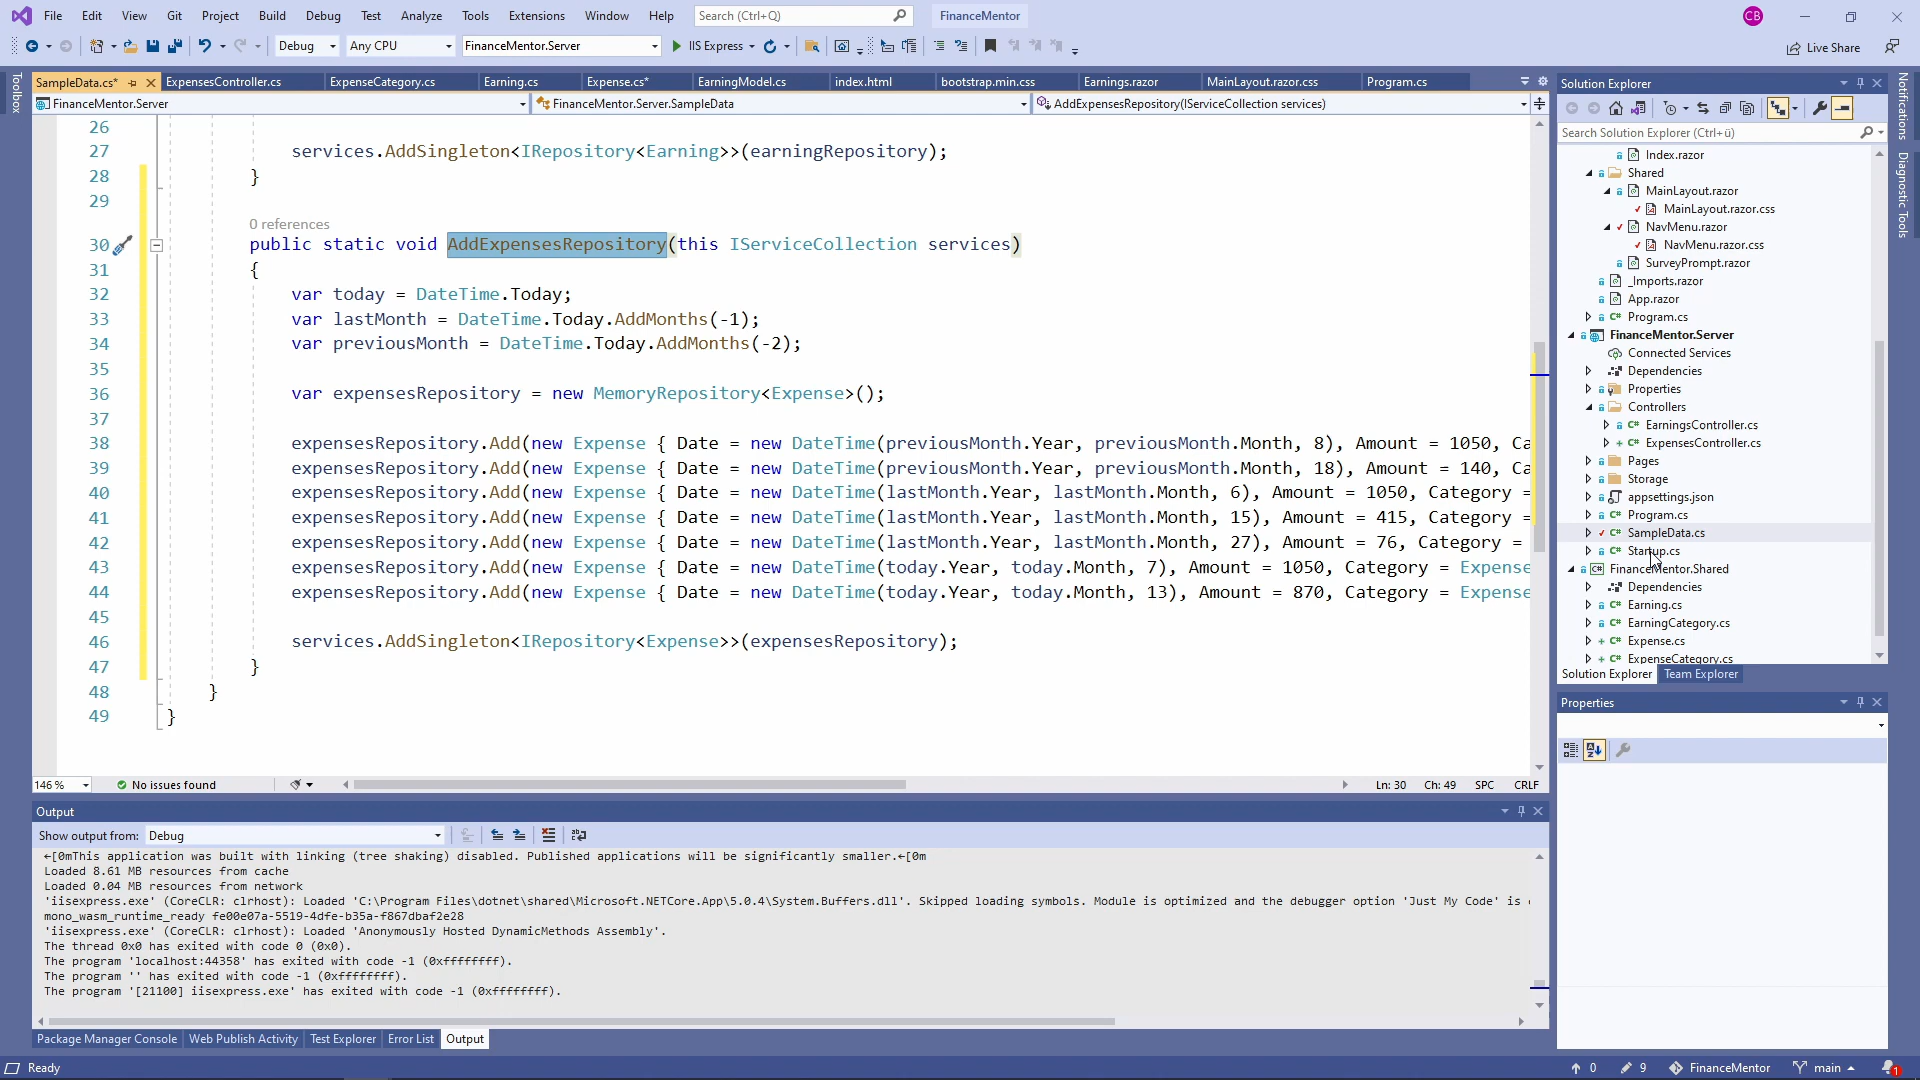 File Edit View Git Project Build Debug Test Analyze Tools Extensions Window Help Search (Ctrl+Q) FinanceMentor CB
Debug Any CPU FinanceMentor.Server IIS Express Live Share
SampleData.cs* ExpensesController.cs ExpenseCategory.cs Earning.cs Expense.cs* EarningModel.cs index.html bootstrap.min.css Earnings.razor MainLayout.razor.css Program.cs
FinanceMentor.Server FinanceMentor.Server.SampleData AddExpensesRepository(IServiceCollection services)
Toolbox
26
27 services.AddSingleton<IRepository<Earning>>(earningRepository);
28 }
29
0 references
30 public static void AddExpensesRepository(this IServiceCollection services)
31 {
32 var today = DateTime.Today;
33 var lastMonth = DateTime.Today.AddMonths(-1);
34 var previousMonth = DateTime.Today.AddMonths(-2);
35
36 var expensesRepository = new MemoryRepository<Expense>();
37
38 expensesRepository.Add(new Expense { Date = new DateTime(previousMonth.Year, previousMonth.Month, 8), Amount = 1050, Ca
39 expensesRepository.Add(new Expense { Date = new DateTime(previousMonth.Year, previousMonth.Month, 18), Amount = 140, Ca
40 expensesRepository.Add(new Expense { Date = new DateTime(lastMonth.Year, lastMonth.Month, 6), Amount = 1050, Category =
41 expensesRepository.Add(new Expense { Date = new DateTime(lastMonth.Year, lastMonth.Month, 15), Amount = 415, Category =
42 expensesRepository.Add(new Expense { Date = new DateTime(lastMonth.Year, lastMonth.Month, 27), Amount = 76, Category =
43 expensesRepository.Add(new Expense { Date = new DateTime(today.Year, today.Month, 7), Amount = 1050, Category = Expense
44 expensesRepository.Add(new Expense { Date = new DateTime(today.Year, today.Month, 13), Amount = 870, Category = Expense
45
46 services.AddSingleton<IRepository<Expense>>(expensesRepository);
47 }
48 }
49 }
146 % No issues found Ln: 30 Ch: 49 SPC CRLF
Output
Show output from: Debug
←[0mThis application was built with linking (tree shaking) disabled. Published applications will be significantly smaller.←[0m
Loaded 8.61 MB resources from cache
Loaded 0.04 MB resources from network
'iisexpress.exe' (CoreCLR: clrhost): Loaded 'C:\Program Files\dotnet\shared\Microsoft.NETCore.App\5.0.4\System.Buffers.dll'. Skipped loading symbols. Module is optimized and the debugger option 'Just My Code' is
mono_wasm_runtime_ready fe00e07a-5519-4dfe-b35a-f867dbaf2e28
'iisexpress.exe' (CoreCLR: clrhost): Loaded 'Anonymously Hosted DynamicMethods Assembly'.
The thread 0x0 has exited with code 0 (0x0).
The program 'localhost:44358' has exited with code -1 (0xffffffff).
The program '' has exited with code -1 (0xffffffff).
The program '[21100] iisexpress.exe' has exited with code -1 (0xffffffff).
Package Manager Console Web Publish Activity Test Explorer Error List Output
Solution Explorer
Search Solution Explorer (Ctrl+ü)
Index.razor
Shared
MainLayout.razor
MainLayout.razor.css
NavMenu.razor
NavMenu.razor.css
SurveyPrompt.razor
_Imports.razor
App.razor
Program.cs
FinanceMentor.Server
Connected Services
Dependencies
Properties
Controllers
EarningsController.cs
ExpensesController.cs
Pages
Storage
appsettings.json
Program.cs
SampleData.cs
Startup.cs
FinanceMentor.Shared
Dependencies
Earning.cs
EarningCategory.cs
Expense.cs
ExpenseCategory.cs
Solution Explorer Team Explorer
Properties
Notifications
Diagnostic Tools
Ready 0 9 FinanceMentor main 1